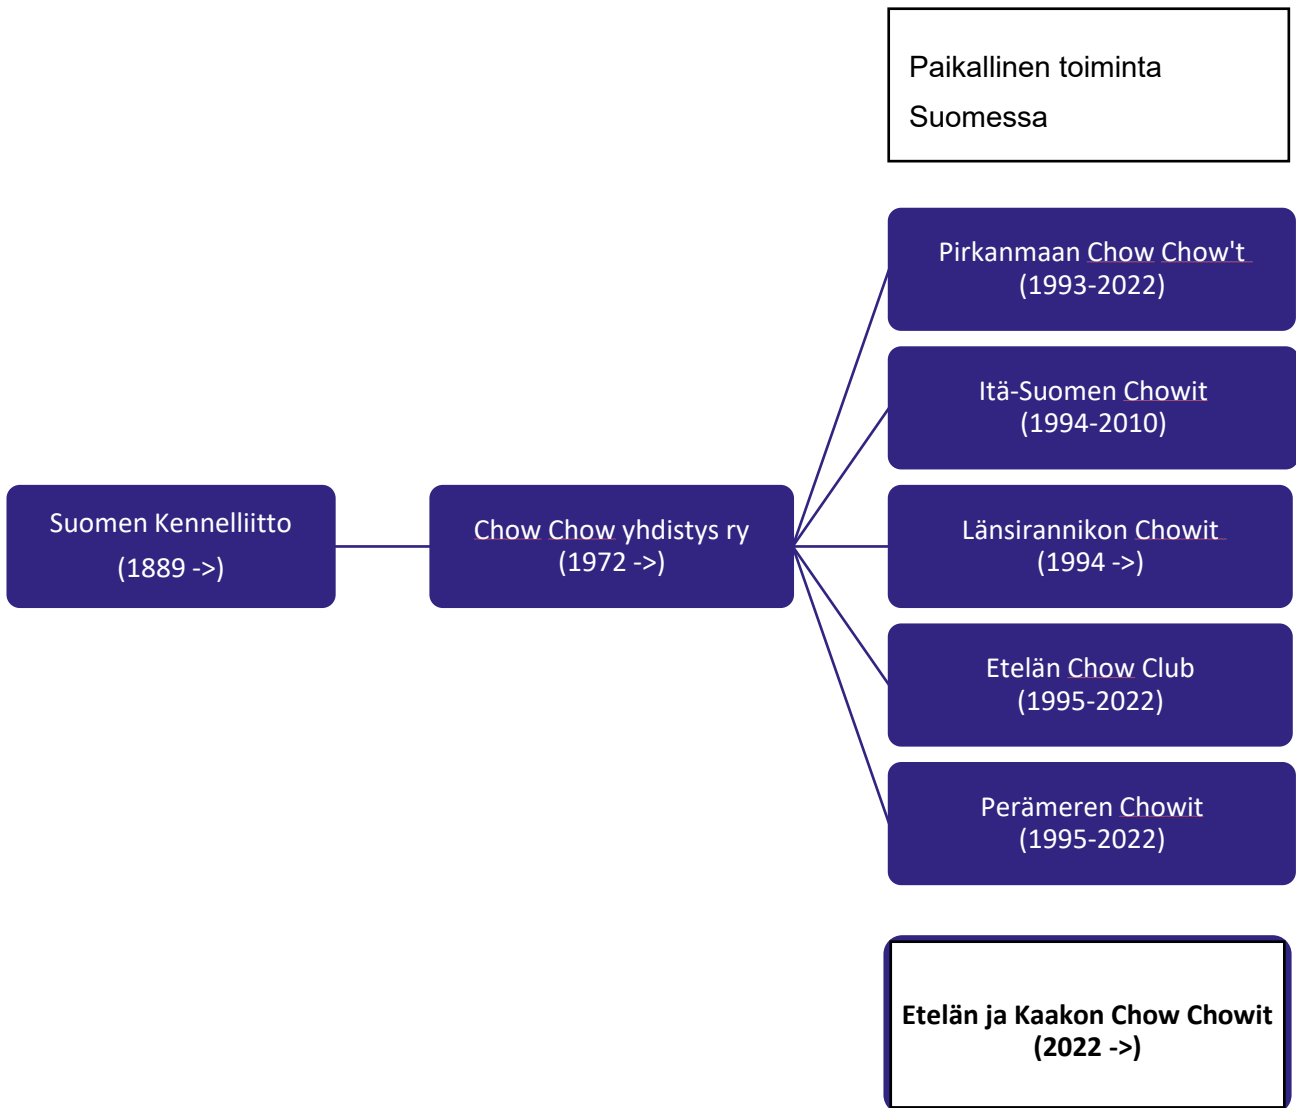 Paikallinen toiminta
Suomessa
Pirkanmaan Chow Chow't
(1993-2022)
Itä-Suomen Chowit
(1994-2010)
Suomen Kennelliitto
(1889 ->)
Chow Chow yhdistys ry
(1972 ->)
Länsirannikon Chowit
(1994 ->)
Etelän Chow Club
(1995-2022)
Perämeren Chowit
(1995-2022)
Etelän ja Kaakon Chow Chowit
(2022 ->)